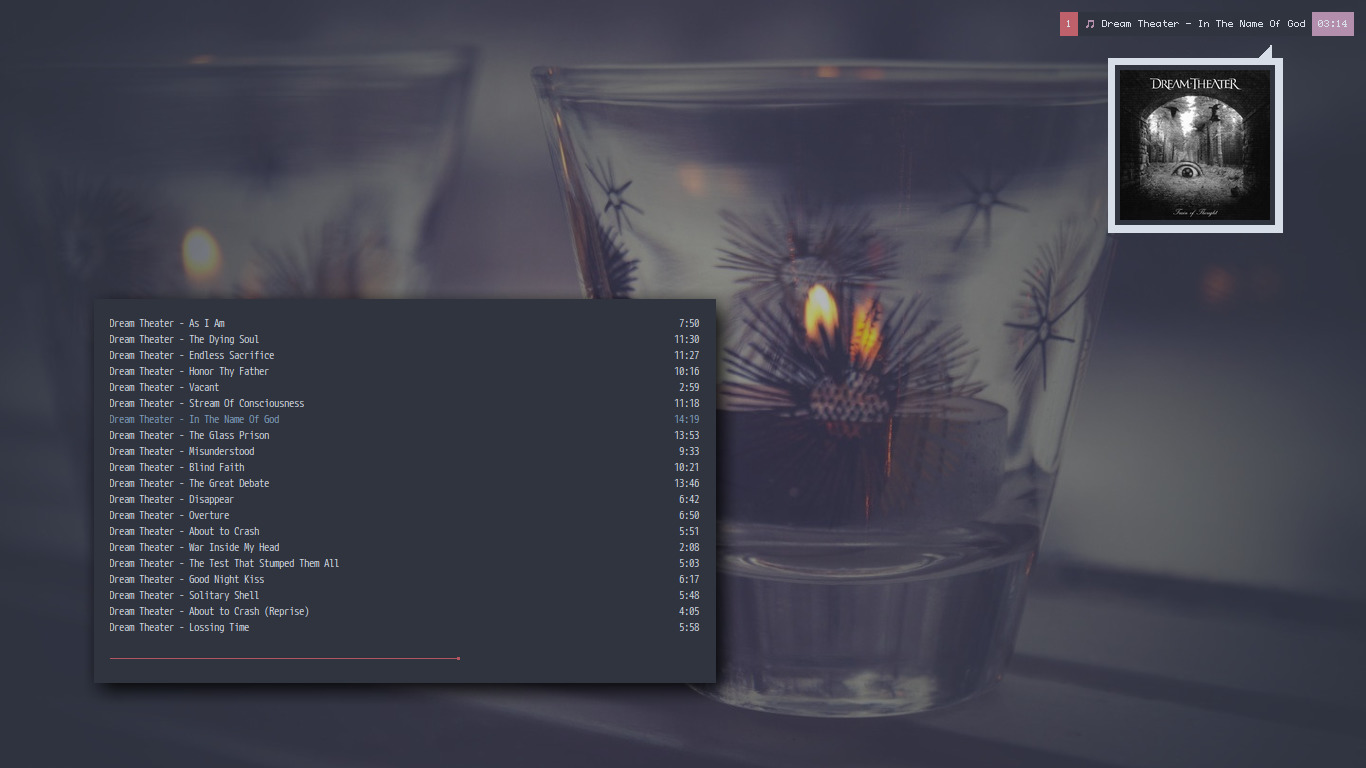 1 ♫ Dream Theater - In The Name Of God 03:14
DREAM THEATER
Train of Thought
Dream Theater - As I Am 7:50
Dream Theater - The Dying Soul 11:30
Dream Theater - Endless Sacrifice 11:27
Dream Theater - Honor Thy Father 10:16
Dream Theater - Vacant 2:59
Dream Theater - Stream Of Consciousness 11:18
Dream Theater - In The Name Of God 14:19
Dream Theater - The Glass Prison 13:53
Dream Theater - Misunderstood 9:33
Dream Theater - Blind Faith 10:21
Dream Theater - The Great Debate 13:46
Dream Theater - Disappear 6:42
Dream Theater - Overture 6:50
Dream Theater - About to Crash 5:51
Dream Theater - War Inside My Head 2:08
Dream Theater - The Test That Stumped Them All 5:03
Dream Theater - Good Night Kiss 6:17
Dream Theater - Solitary Shell 5:48
Dream Theater - About to Crash (Reprise) 4:05
Dream Theater - Lossing Time 5:58